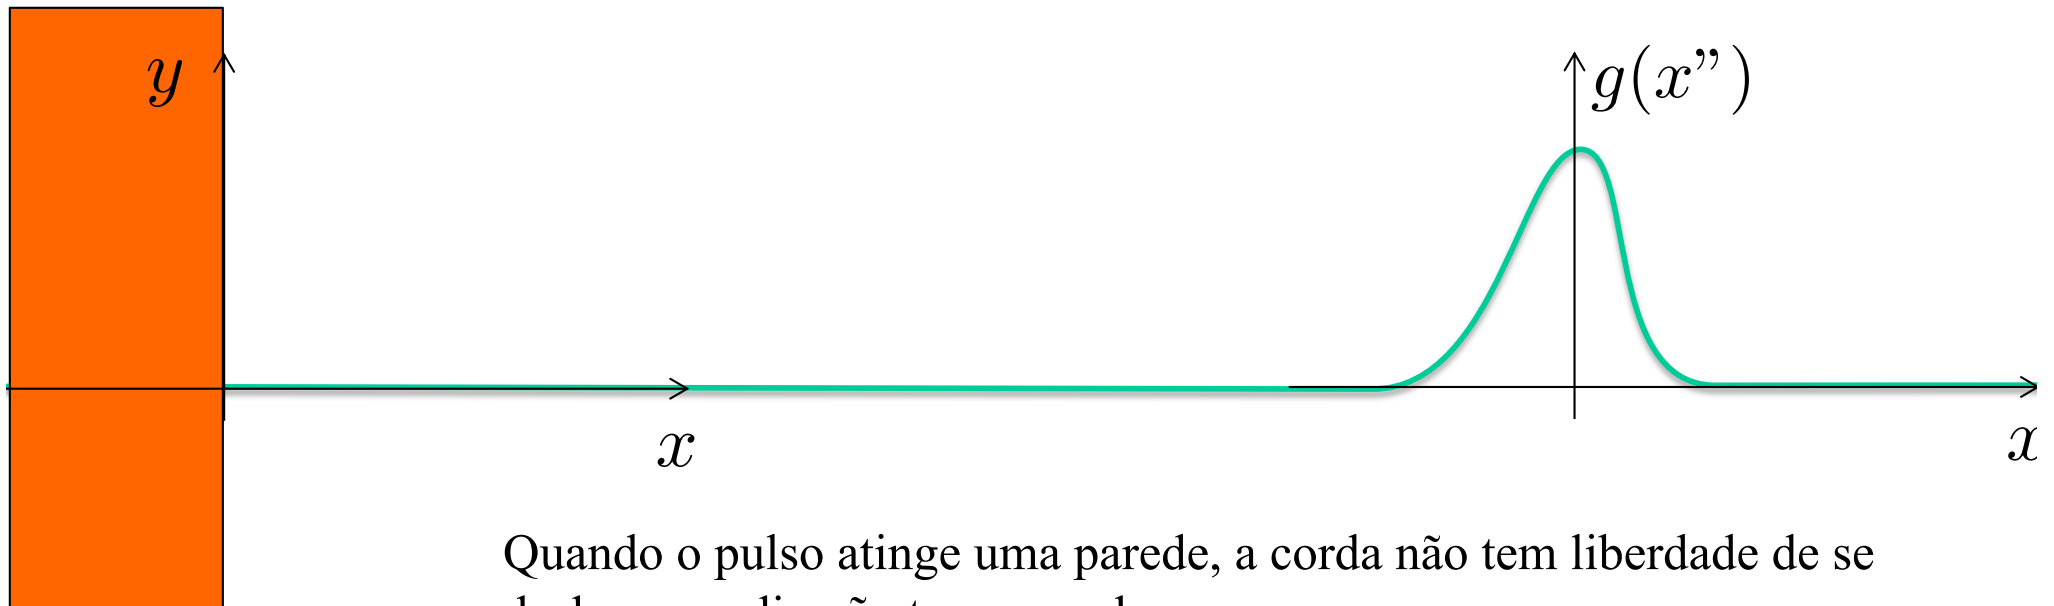 y
g(x”)
x
x
Quando o pulso atinge uma parede, a corda não tem liberdade de se